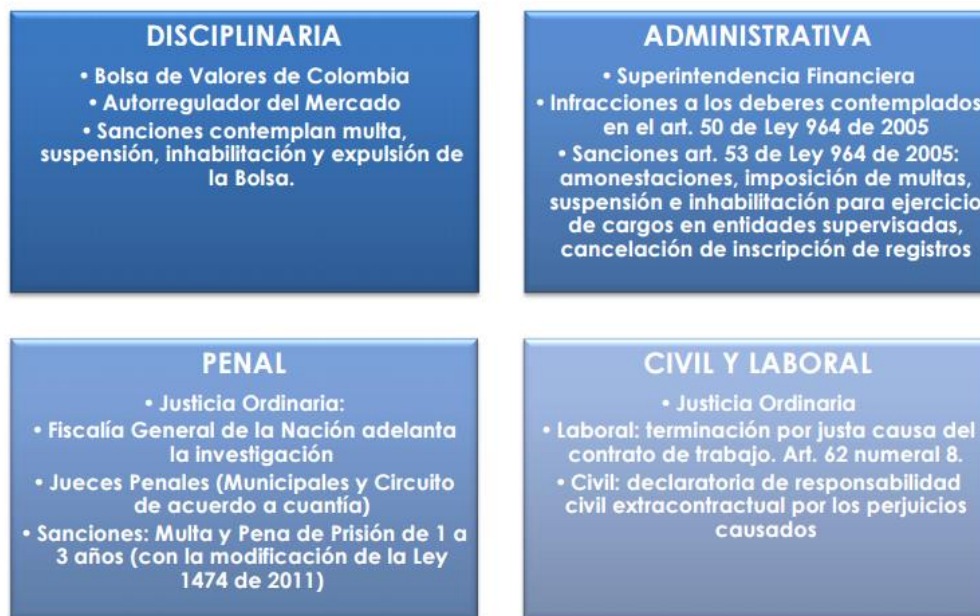 DISCIPLINARIA
• Bolsa de Valores de Colombia
• Autorregulador del Mercado
• Sanciones contemplan multa,
suspensión, inhabilitación y expulsión de
la Bolsa.
ADMINISTRATIVA
• Superintendencia Financiera
• Infracciones a los deberes contemplados
en el art. 50 de Ley 964 de 2005
• Sanciones art. 53 de Ley 964 de 2005:
amonestaciones, imposición de multas,
suspensión e inhabilitación para ejercicio
de cargos en entidades supervisadas,
cancelación de inscripción de registros
PENAL
• Justicia Ordinaria:
• Fiscalía General de la Nación adelanta
la investigación
• Jueces Penales (Municipales y Circuito
de acuerdo a cuantía)
• Sanciones: Multa y Pena de Prisión de 1 a
3 años (con la modificación de la Ley
1474 de 2011)
CIVIL Y LABORAL
• Justicia Ordinaria
• Laboral: terminación por justa causa del
contrato de trabajo. Art. 62 numeral 8.
• Civil: declaratoria de responsabilidad
civil extracontractual por los perjuicios
causados